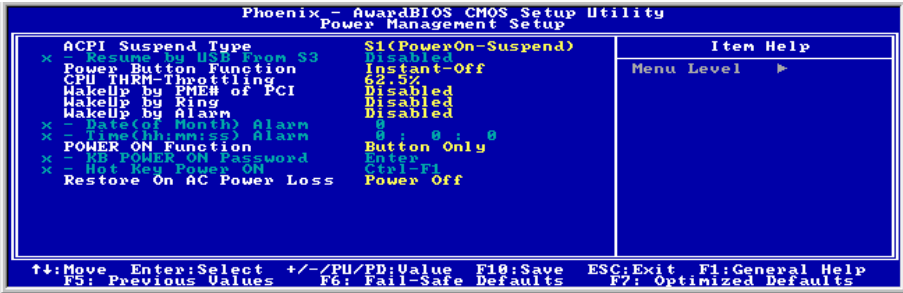 Phoenix - AwardBIOS CMOS Setup Utility
Power Management Setup
ACPI Suspend Type S1(PowerOn-Suspend) Item Help
x - Resume by USB From S3 Disabled
Power Button Function Instant-Off Menu Level ►
CPU THRM-Throttling 62.5%
WakeUp by PME# of PCI Disabled
WakeUp by Ring Disabled
WakeUp by Alarm Disabled
x - Date(of Month) Alarm 0
x - Time(hh:mm:ss) Alarm 0 : 0 : 0
POWER ON Function Button Only
x - KB POWER ON Password Enter
x - Hot Key Power ON Ctrl-F1
Restore On AC Power Loss Power Off
↑↓:Move Enter:Select +/-/PU/PD:Value F10:Save ESC:Exit F1:General Help
F5: Previous Values F6: Fail-Safe Defaults F7: Optimized Defaults